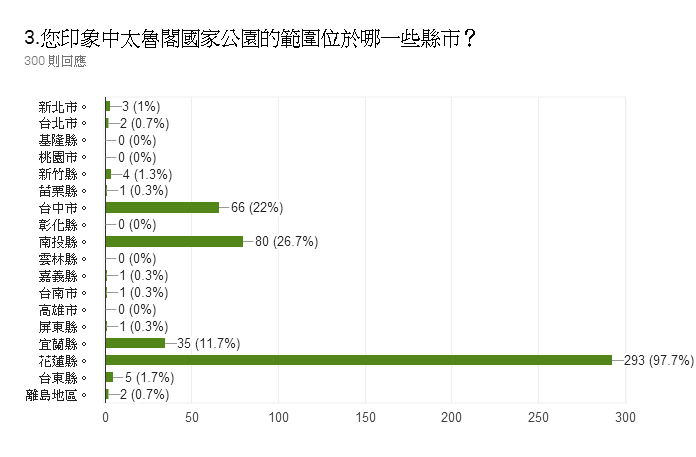 3.您印象中太魯閣國家公園的範圍位於哪一些縣市？
300 則回應
新北市。 3 (1%)
台北市。 2 (0.7%)
基隆縣。 0 (0%)
桃園市。 0 (0%)
新竹縣。 4 (1.3%)
苗栗縣。 1 (0.3%)
台中市。 66 (22%)
彰化縣。 0 (0%)
南投縣。 80 (26.7%)
雲林縣。 0 (0%)
嘉義縣。 1 (0.3%)
台南市。 1 (0.3%)
高雄市。 0 (0%)
屏東縣。 1 (0.3%)
宜蘭縣。 35 (11.7%)
花蓮縣。 293 (97.7%)
台東縣。 5 (1.7%)
離島地區。 2 (0.7%)
0 50 100 150 200 250 300